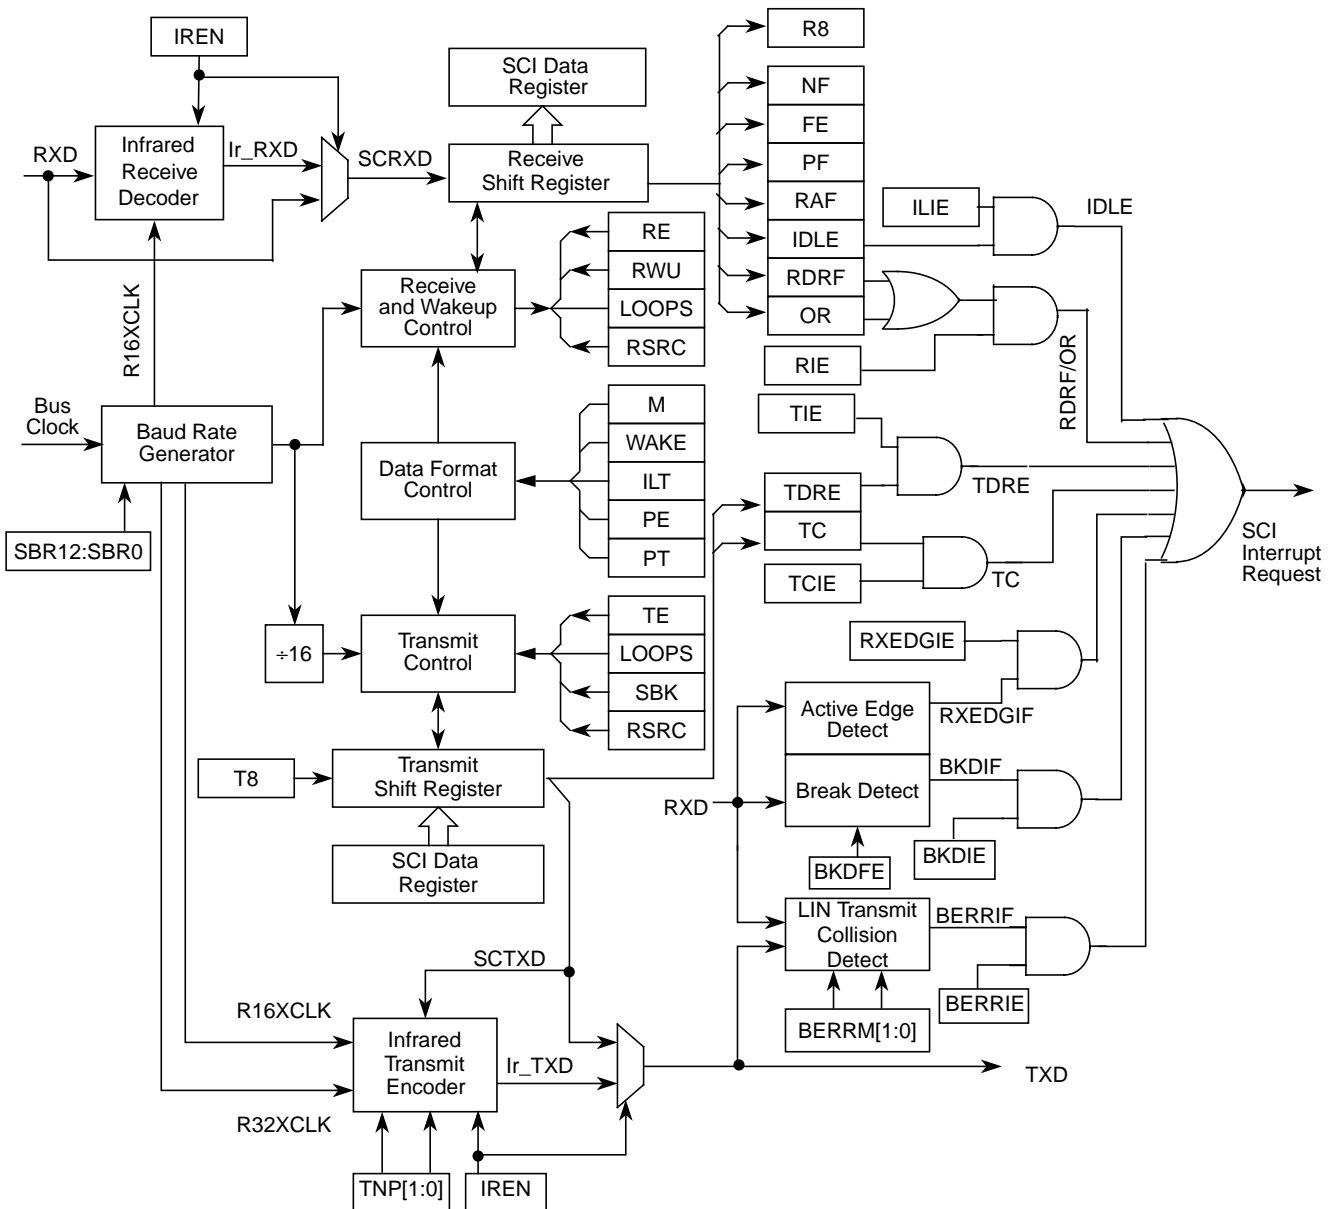 IREN
SCI Data
Register
R8
NF
FE
PF
RAF
IDLE
RDRF
OR
RXD
Infrared
Receive
Decoder
Ir_RXD
SCRXD
Receive
Shift Register
ILIE
IDLE
R16XCLK
RE
RWU
LOOPS
RSRC
Receive
and Wakeup
Control
RIE
RDRF/OR
Bus
Clock
Baud Rate
Generator
M
WAKE
ILT
PE
PT
Data Format
Control
TIE
TDRE
TC
TDRE
TCIE
TC
SCI
Interrupt
Request
SBR12:SBR0
÷16
Transmit
Control
TE
LOOPS
SBK
RSRC
RXEDGIE
Active Edge
Detect
RXEDGIF
T8
Transmit
Shift Register
RXD
Break Detect
BKDIF
BKDIE
BKDFE
SCI Data
Register
LIN Transmit
Collision
Detect
BERRIF
BERRIE
BERRM[1:0]
SCTXD
R16XCLK
Infrared
Transmit
Encoder
Ir_TXD
TXD
R32XCLK
TNP[1:0]
IREN